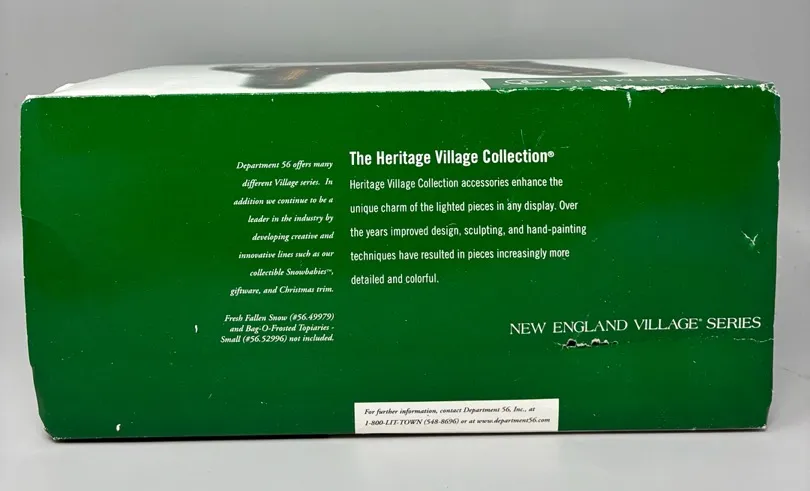 DEPARTMENT
Department 56 offers many
different Village series. In
addition we continue to be a
leader in the industry by
developing creative and
innovative lines such as our
collectible Snowbabies™,
giftware, and Christmas trim.
Fresh Fallen Snow (#56.49979)
and Bag-O-Frosted Topiaries -
Small (#56.52996) not included.
The Heritage Village Collection®
Heritage Village Collection accessories enhance the
unique charm of the lighted pieces in any display. Over
the years improved design, sculpting, and hand-painting
techniques have resulted in pieces increasingly more
detailed and colorful.
NEW ENGLAND VILLAGE® SERIES
For further information, contact Department 56, Inc., at
1-800-LIT-TOWN (548-8696) or at www.department56.com